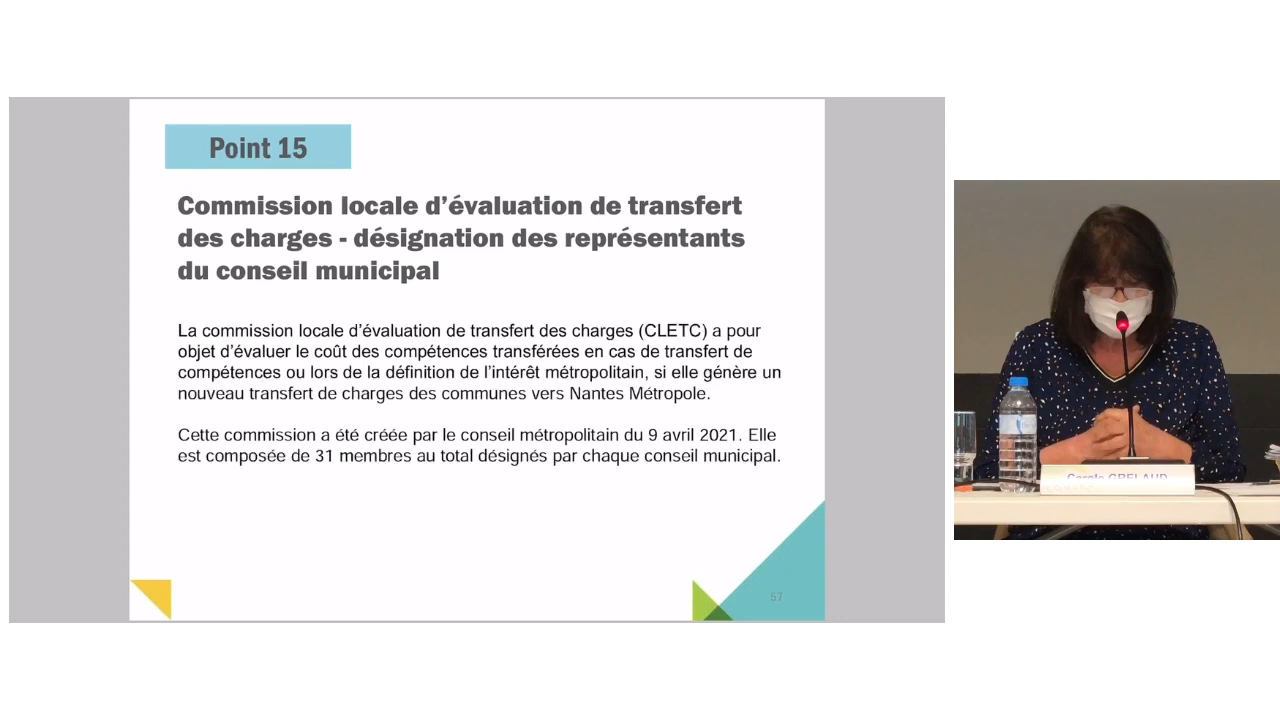 Point 15
Commission locale d’évaluation de transfert
des charges - désignation des représentants
du conseil municipal
La commission locale d’évaluation de transfert des charges (CLETC) a pour
objet d’évaluer le coût des compétences transférées en cas de transfert de
compétences ou lors de la définition de l’intérêt métropolitain, si elle génère un
nouveau transfert de charges des communes vers Nantes Métropole.
Cette commission a été créée par le conseil métropolitain du 9 avril 2021. Elle
est composée de 31 membres au total désignés par chaque conseil municipal.
57
Carole GRELAUD